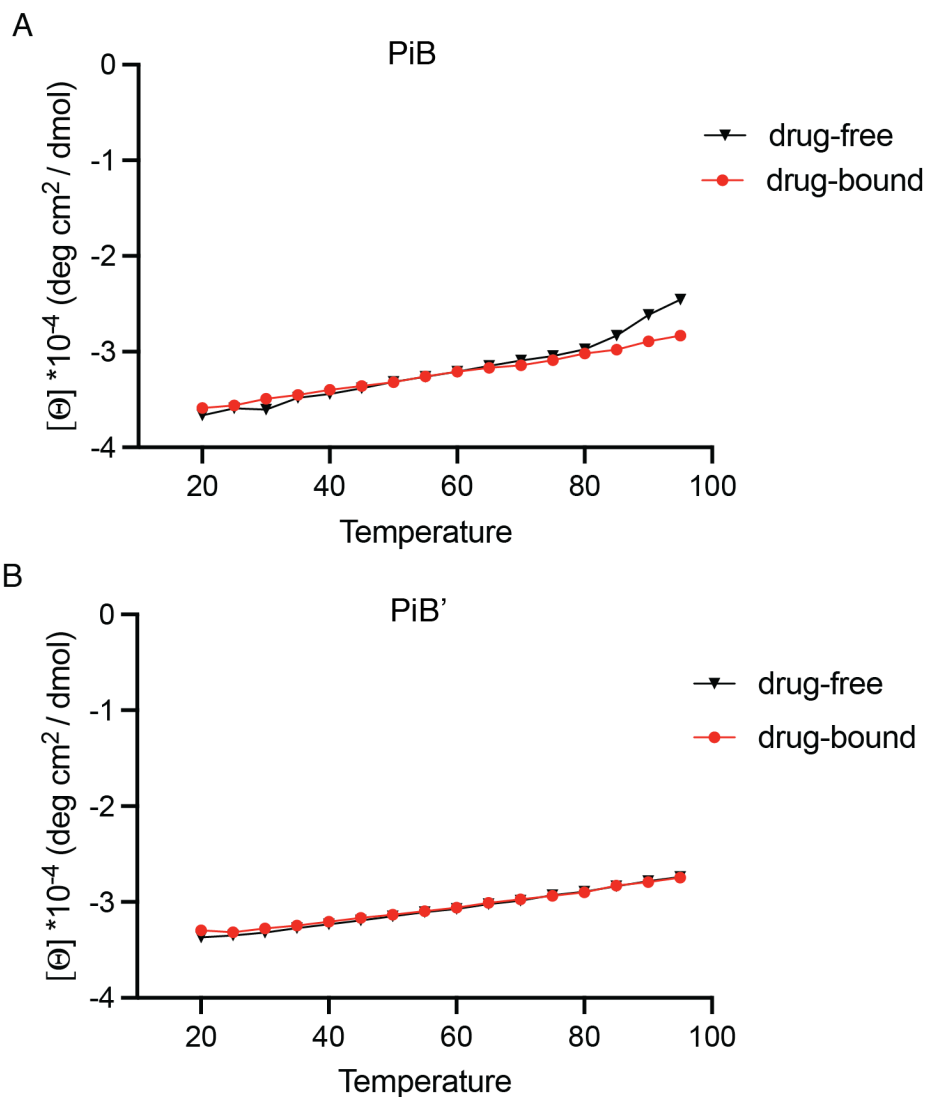 A
PiB
0
-1
-2
-3
-4
[Θ] *10⁻⁴ (deg cm² / dmol)
drug-free
drug-bound
20 40 60 80 100
Temperature
B
PiB’
0
-1
-2
-3
-4
[Θ] *10⁻⁴ (deg cm² / dmol)
drug-free
drug-bound
20 40 60 80 100
Temperature